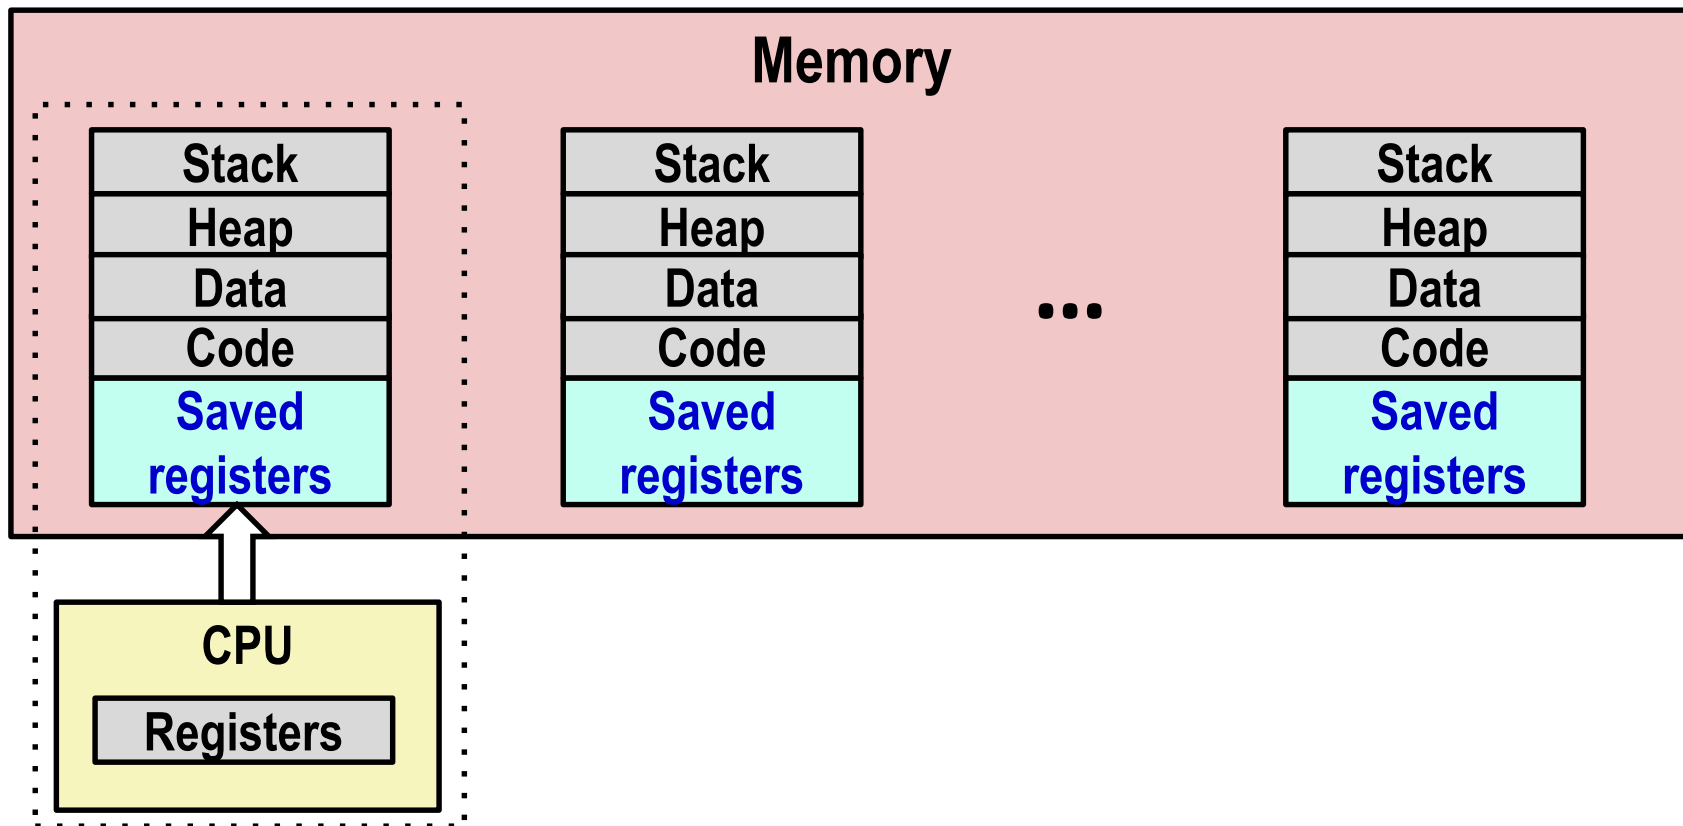 Memory
Stack
Heap
Data
Code
Saved
registers
Stack
Heap
Data
Code
Saved
registers
...
Stack
Heap
Data
Code
Saved
registers
CPU
Registers